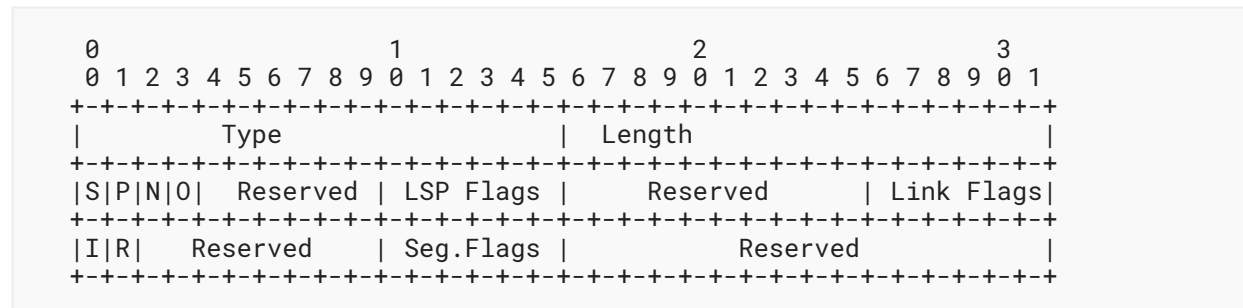 0                   1                   2                   3
 0 1 2 3 4 5 6 7 8 9 0 1 2 3 4 5 6 7 8 9 0 1 2 3 4 5 6 7 8 9 0 1
+-+-+-+-+-+-+-+-+-+-+-+-+-+-+-+-+-+-+-+-+-+-+-+-+-+-+-+-+-+-+-+-+
|         Type                  |  Length                       |
+-+-+-+-+-+-+-+-+-+-+-+-+-+-+-+-+-+-+-+-+-+-+-+-+-+-+-+-+-+-+-+-+
|S|P|N|O|  Reserved | LSP Flags |     Reserved      | Link Flags|
+-+-+-+-+-+-+-+-+-+-+-+-+-+-+-+-+-+-+-+-+-+-+-+-+-+-+-+-+-+-+-+-+
|I|R|   Reserved    | Seg.Flags |           Reserved            |
+-+-+-+-+-+-+-+-+-+-+-+-+-+-+-+-+-+-+-+-+-+-+-+-+-+-+-+-+-+-+-+-+